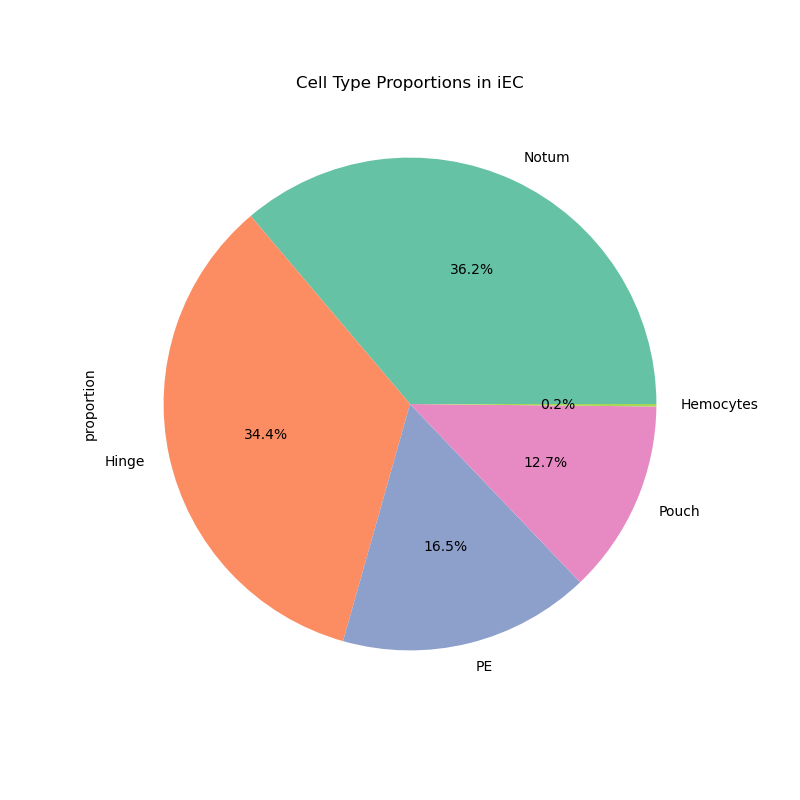 Cell Type Proportions in iEC
Notum
36.2%
0.2%
Hemocytes
proportion
34.4%
Hinge
12.7%
Pouch
16.5%
PE